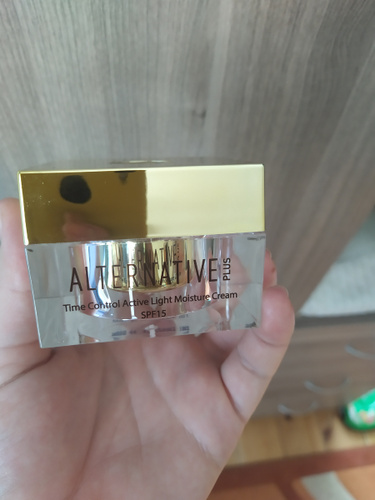 ALTERNATIVE PLUS
Time Control Active Light Moisture Cream
SPF15